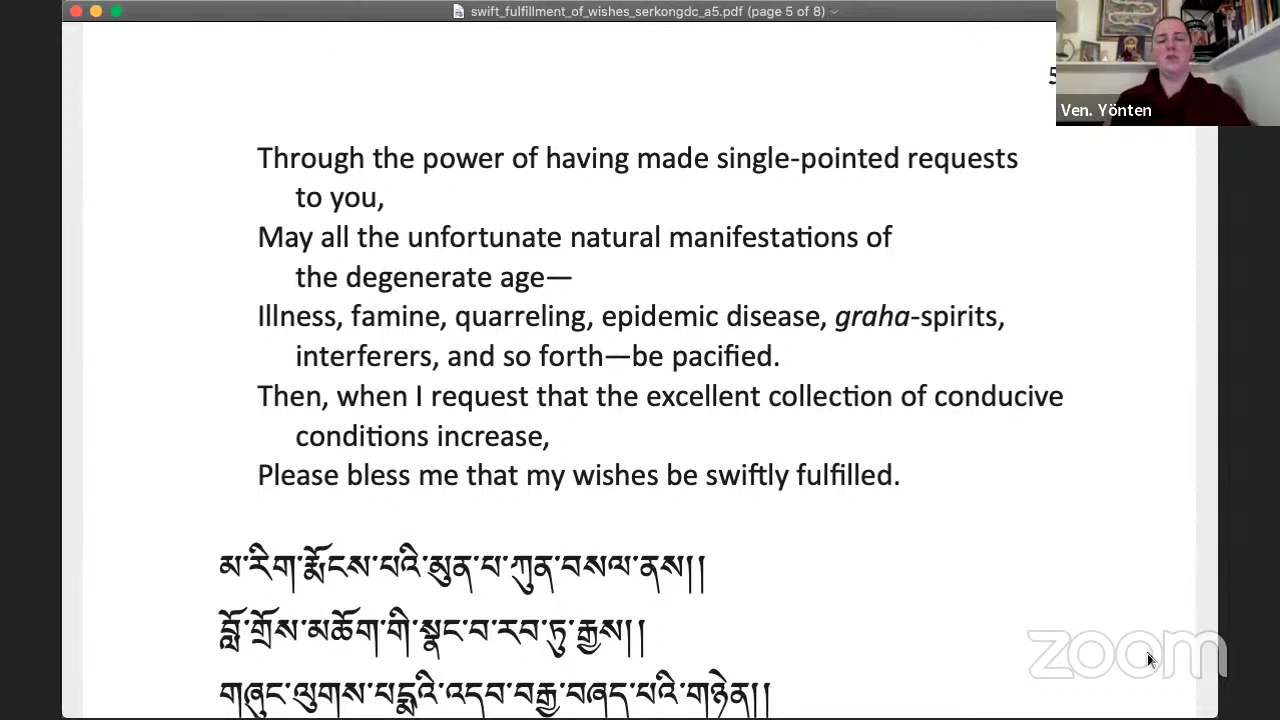 swift_fulfillment_of_wishes_serkongdc_a5.pdf (page 5 of 8)
5
Ven. Yönten
Through the power of having made single-pointed requests
to you,
May all the unfortunate natural manifestations of
the degenerate age—
Illness, famine, quarreling, epidemic disease, graha-spirits,
interferers, and so forth—be pacified.
Then, when I request that the excellent collection of conducive
conditions increase,
Please bless me that my wishes be swiftly fulfilled.
མ་རིག་རྨོངས་པའི་མུན་པ་ཀུན་བསལ་ནས།།
བློ་གྲོས་མཆོག་གི་སྣང་བ་རབ་ཏུ་རྒྱས།།
གཞུང་ལུགས་པདྨའི་འདབ་བརྒྱ་བཞད་པའི་གཉེན།།
zoom